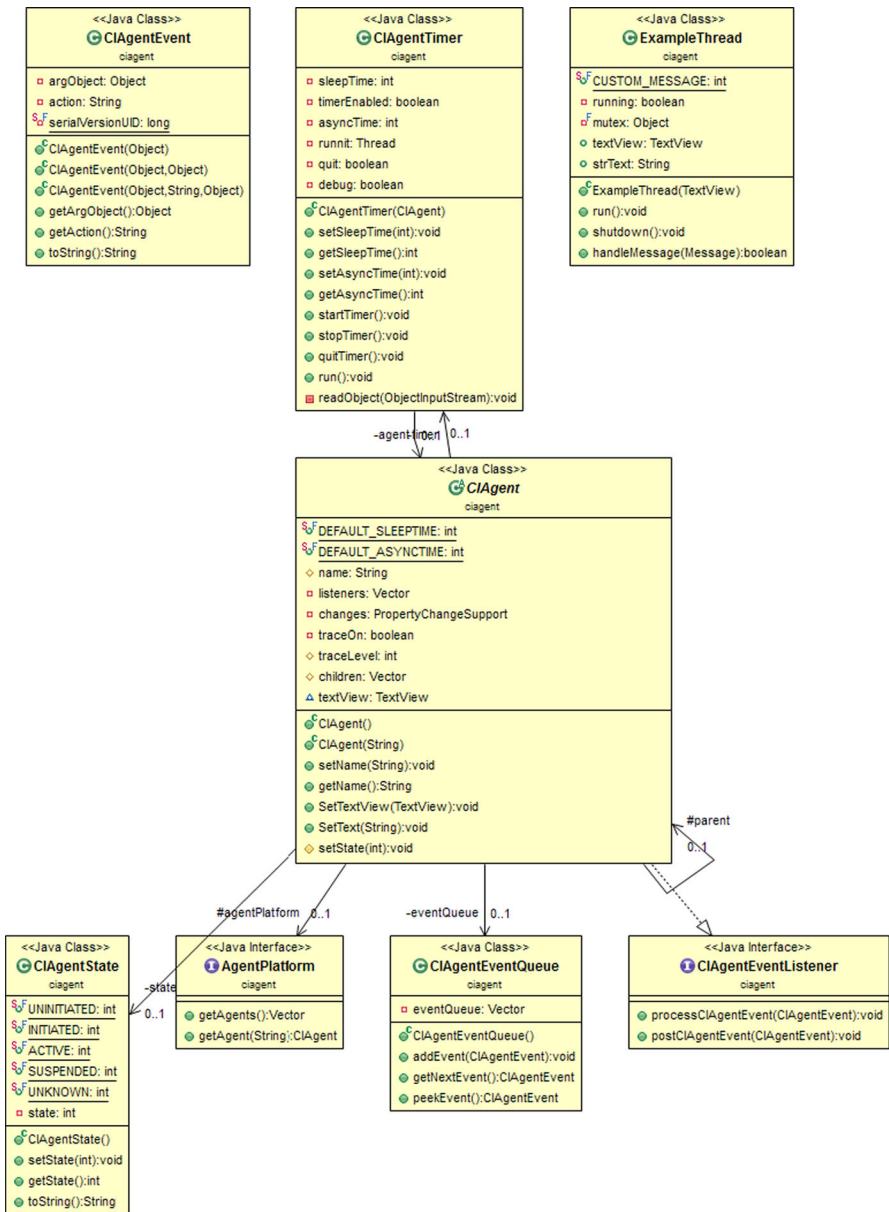 <<Java Class>>
CIAgentEvent
ciagent
argObject: Object
action: String
serialVersionUID: long
CIAgentEvent(Object)
CIAgentEvent(Object,Object)
CIAgentEvent(Object,String,Object)
getArgObject():Object
getAction():String
toString():String
<<Java Class>>
CIAgentTimer
ciagent
sleepTime: int
timerEnabled: boolean
asyncTime: int
runnit: Thread
quit: boolean
debug: boolean
CIAgentTimer(CIAgent)
setSleepTime(int):void
getSleepTime():int
setAsyncTime(int):void
getAsyncTime():int
startTimer():void
stopTimer():void
quitTimer():void
run():void
readObject(ObjectInputStream):void
<<Java Class>>
ExampleThread
ciagent
CUSTOM_MESSAGE: int
running: boolean
mutex: Object
textView: TextView
strText: String
ExampleThread(TextView)
run():void
shutdown():void
handleMessage(Message):boolean
-agent
-timer
0..1
0..1
<<Java Class>>
CIAgent
ciagent
DEFAULT_SLEEPTIME: int
DEFAULT_ASYNCTIME: int
name: String
listeners: Vector
changes: PropertyChangeSupport
traceOn: boolean
traceLevel: int
children: Vector
textView: TextView
CIAgent()
CIAgent(String)
setName(String):void
getName():String
SetTextView(TextView):void
SetText(String):void
setState(int):void
#parent
0..1
#agentPlatform
0..1
-eventQueue
0..1
-state
0..1
<<Java Class>>
CIAgentState
ciagent
UNINITIATED: int
INITIATED: int
ACTIVE: int
SUSPENDED: int
UNKNOWN: int
state: int
CIAgentState()
setState(int):void
getState():int
toString():String
<<Java Interface>>
AgentPlatform
ciagent
getAgents():Vector
getAgent(String):CIAgent
<<Java Class>>
CIAgentEventQueue
ciagent
eventQueue: Vector
CIAgentEventQueue()
addEvent(CIAgentEvent):void
getNextEvent():CIAgentEvent
peekEvent():CIAgentEvent
<<Java Interface>>
CIAgentEventListener
ciagent
processCIAgentEvent(CIAgentEvent):void
postCIAgentEvent(CIAgentEvent):void